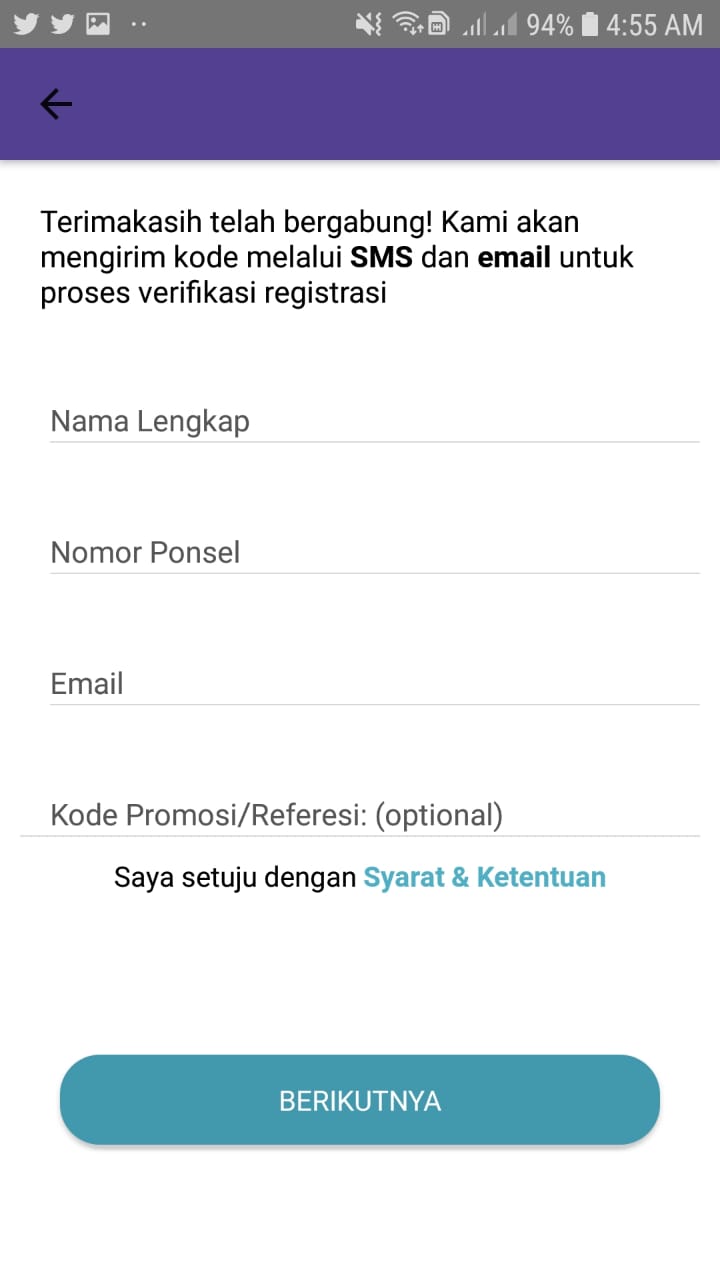 94% 4:55 AM
Terimakasih telah bergabung! Kami akan
mengirim kode melalui SMS dan email untuk
proses verifikasi registrasi
Nama Lengkap
Nomor Ponsel
Email
Kode Promosi/Referesi: (optional)
Saya setuju dengan Syarat & Ketentuan
BERIKUTNYA